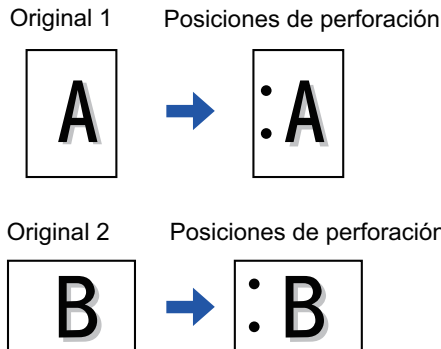 Original 1 Posiciones de perforación
A A
Original 2 Posiciones de perforación
B B